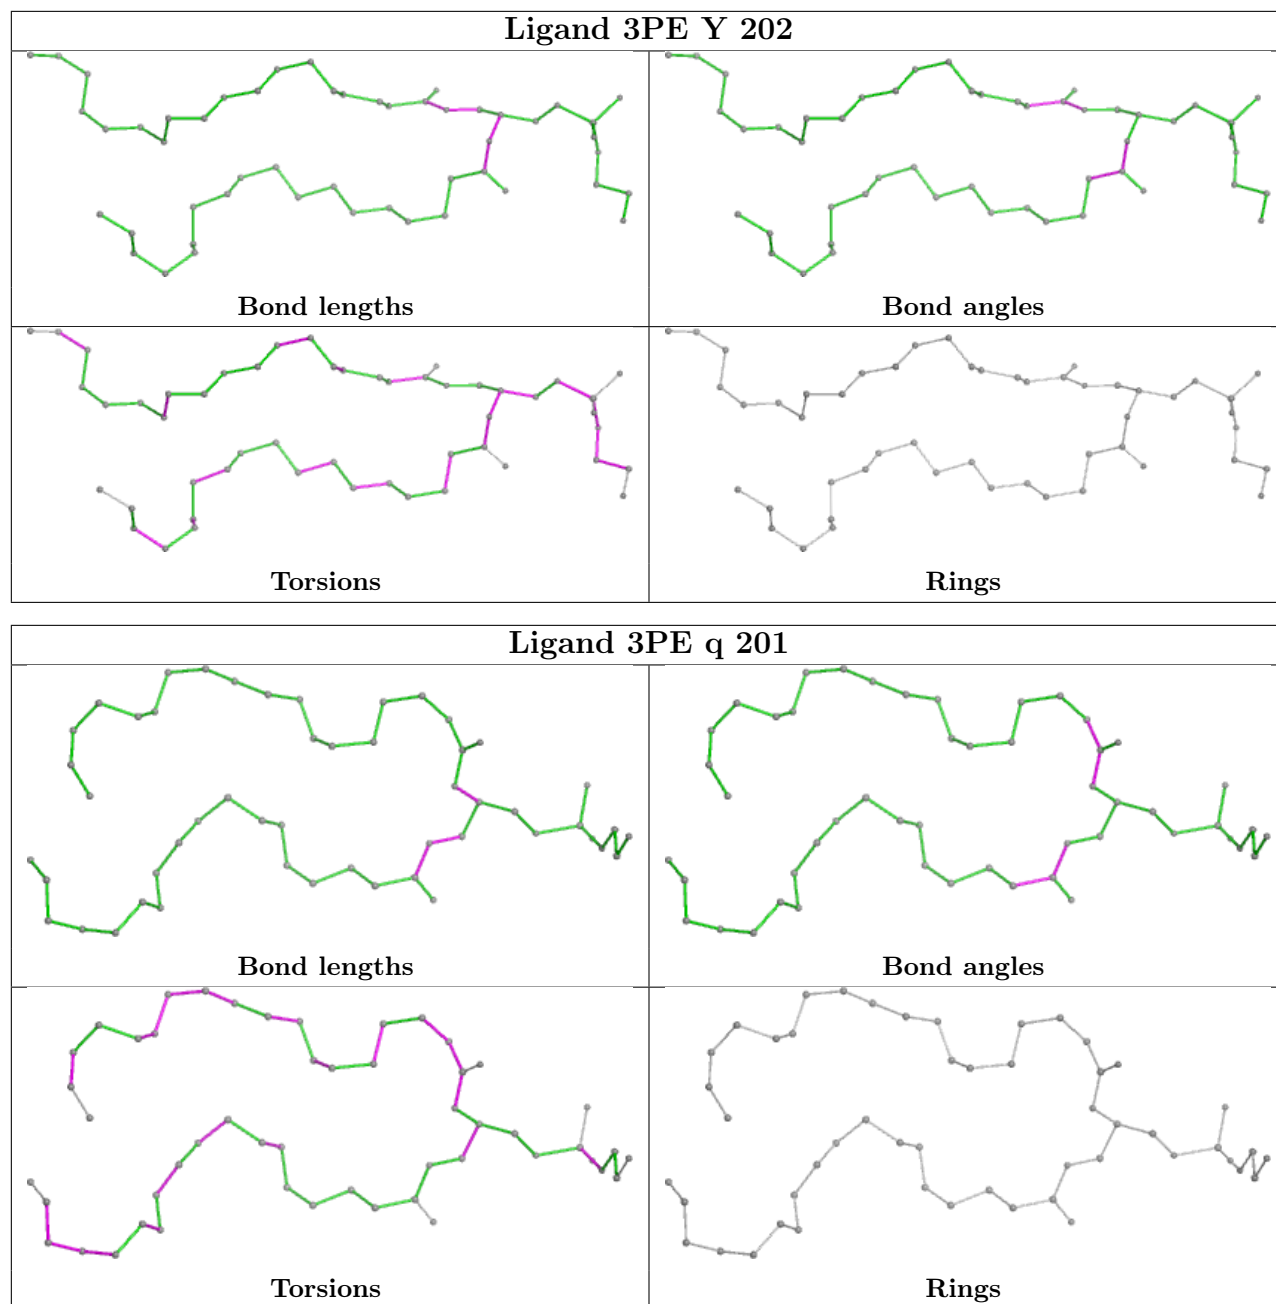 Ligand 3PE Y 202
Bond lengths
Bond angles
Torsions
Rings
Ligand 3PE q 201
Bond lengths
Bond angles
Torsions
Rings